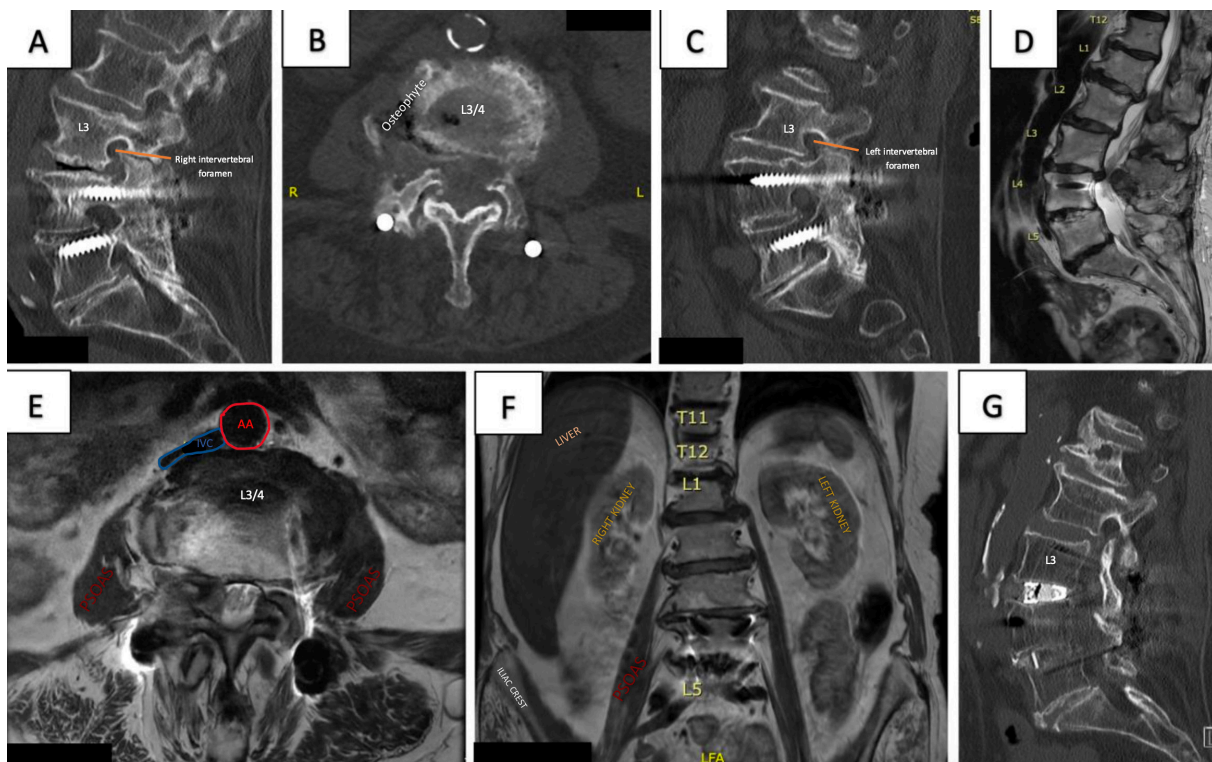 A
L3
Right intervertebral
foramen
B
Osteophyte
L3/4
R
L
C
SE
L3
Left intervertebral
foramen
D
T12
L1
L2
L3
L4
L5
E
AA
IVC
L3/4
PSOAS
PSOAS
F
LIVER
T11
T12
L1
RIGHT KIDNEY
LEFT KIDNEY
PSOAS
ILIAC CREST
L5
LFA
G
L3